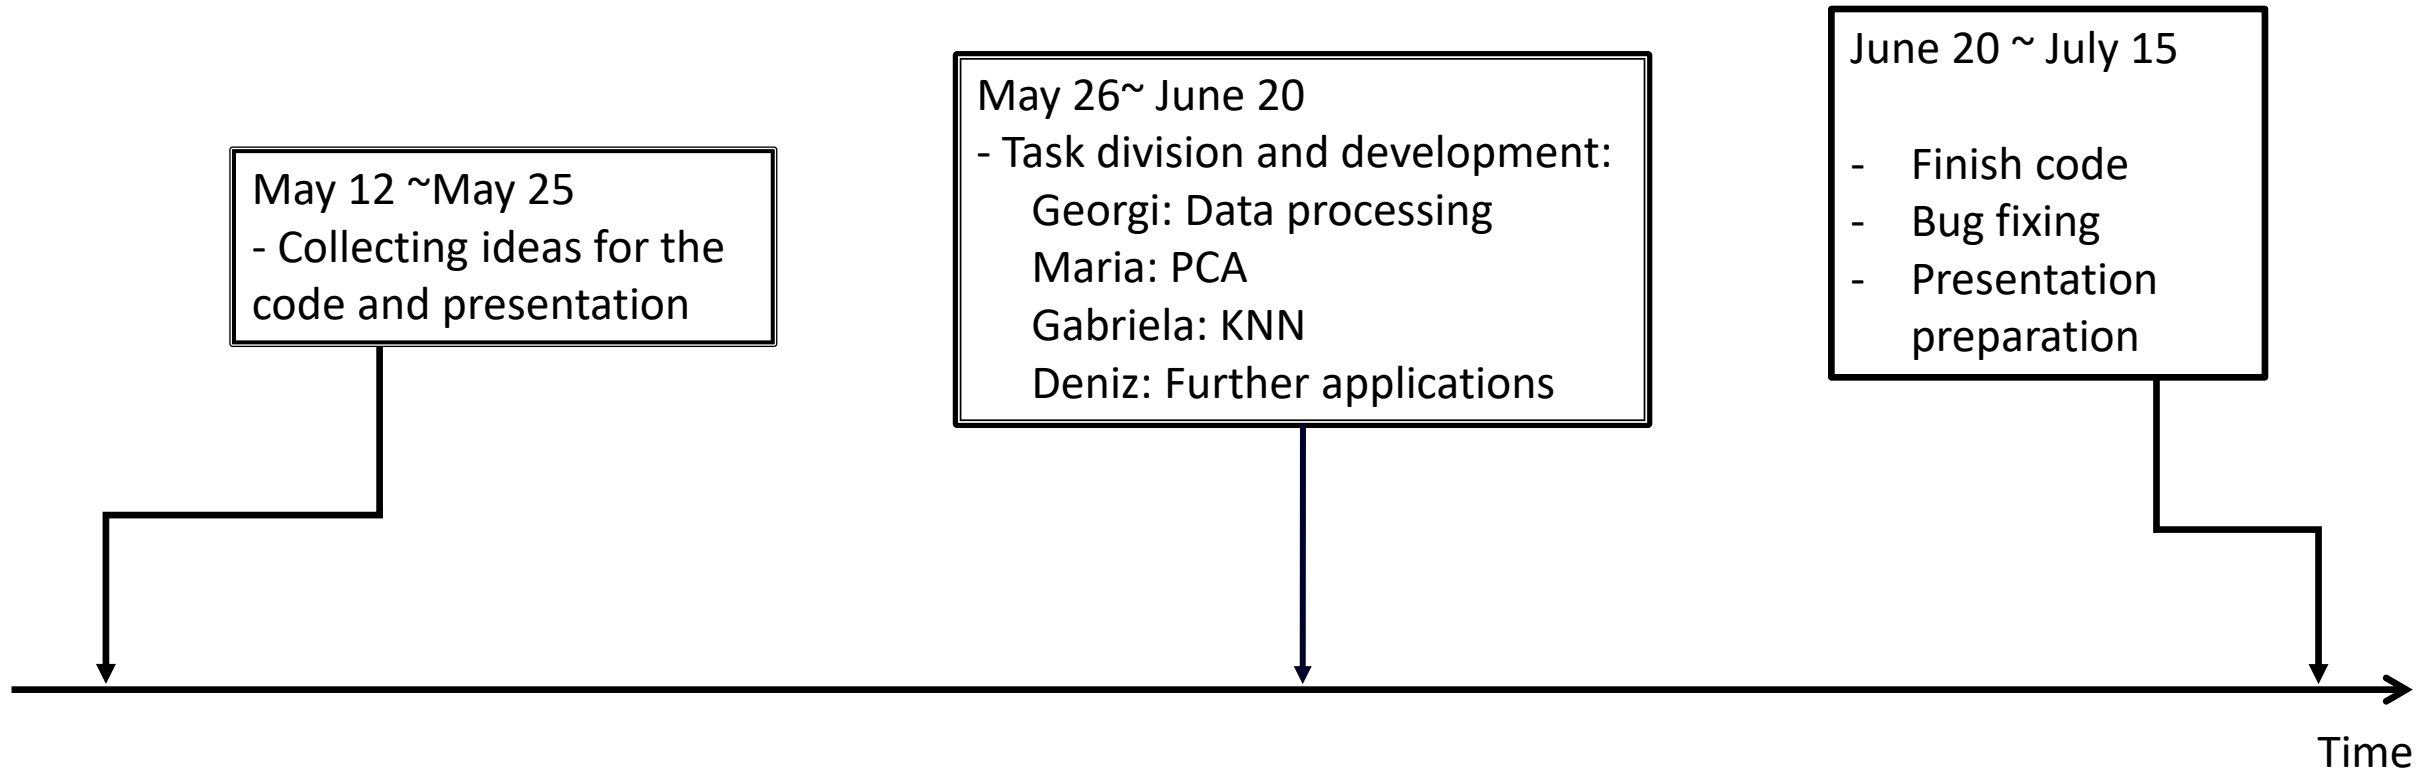 May 12 ~May 25
- Collecting ideas for the
code and presentation
May 26~ June 20
- Task division and development:
Georgi: Data processing
Maria: PCA
Gabriela: KNN
Deniz: Further applications
June 20 ~ July 15
- Finish code
- Bug fixing
- Presentation
preparation
Time